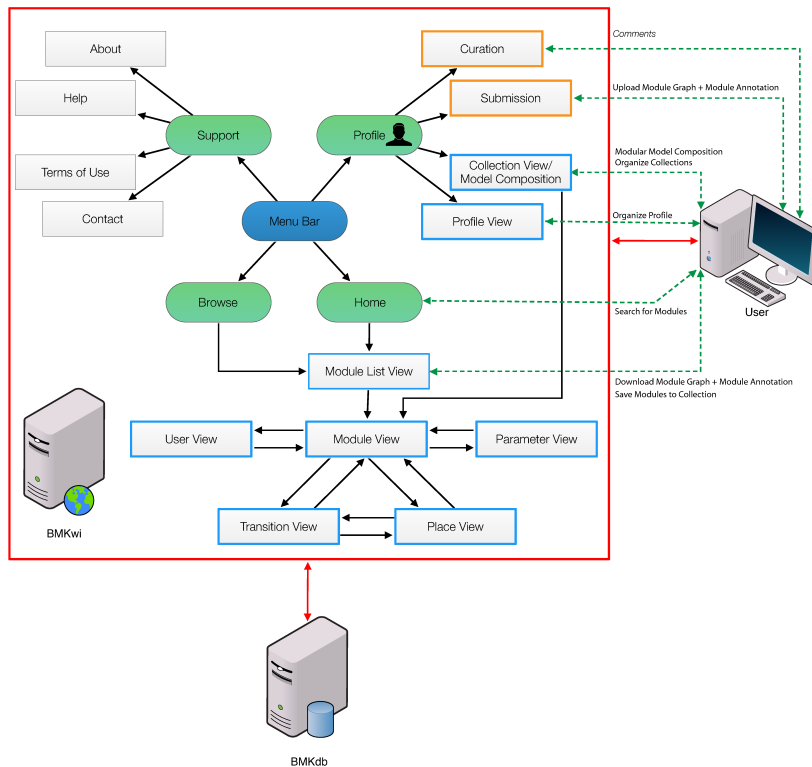 About
Curation
Comments
Help
Submission
Upload Module Graph + Module Annotation
Support
Profile
Terms of Use
Collection View/
Model Composition
Modular Model Composition
Organize Collections
Contact
Menu Bar
Profile View
Organize Profile
Browse
Home
Search for Modules
User
Module List View
Download Module Graph + Module Annotation
Save Modules to Collection
User View
Module View
Parameter View
Transition View
Place View
BMKwi
BMKdb